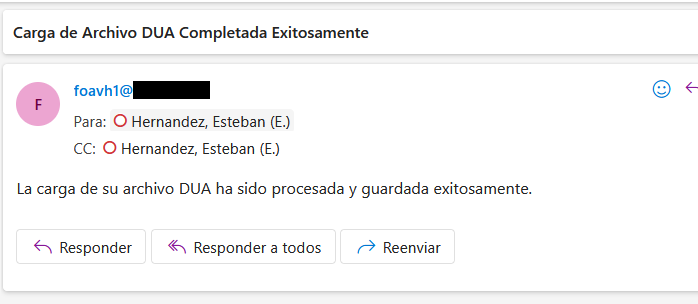 Carga de Archivo DUA Completada Exitosamente
F
foavh1@
Para: Hernandez, Esteban (E.)
CC: Hernandez, Esteban (E.)
La carga de su archivo DUA ha sido procesada y guardada exitosamente.
Responder Responder a todos Reenviar